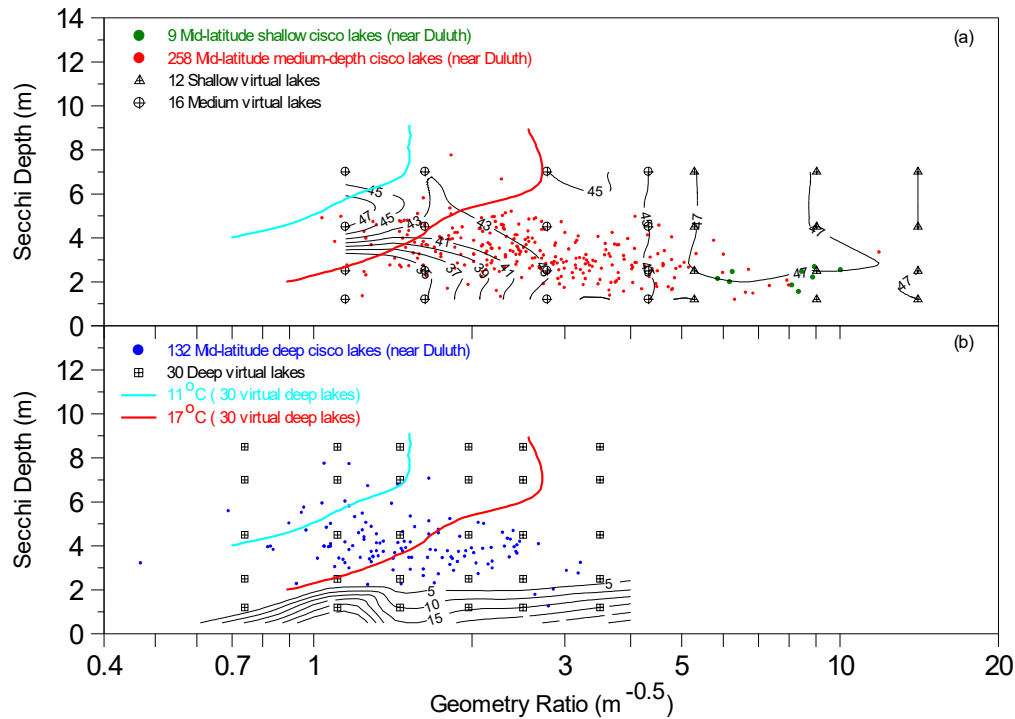 14
12
10
8
6
4
2
0
Secchi Depth (m)
(a)
9 Mid-latitude shallow cisco lakes (near Duluth)
258 Mid-latitude medium-depth cisco lakes (near Duluth)
12 Shallow virtual lakes
16 Medium virtual lakes
45
47
45
43
41
43
37
39
41
45
47
47
47
47
12
10
8
6
4
2
0
Secchi Depth (m)
(b)
132 Mid-latitude deep cisco lakes (near Duluth)
30 Deep virtual lakes
11°C ( 30 virtual deep lakes)
17°C ( 30 virtual deep lakes)
5
10
15
5
0.4 0.7 1 3 5 10 20
Geometry Ratio (m -0.5)